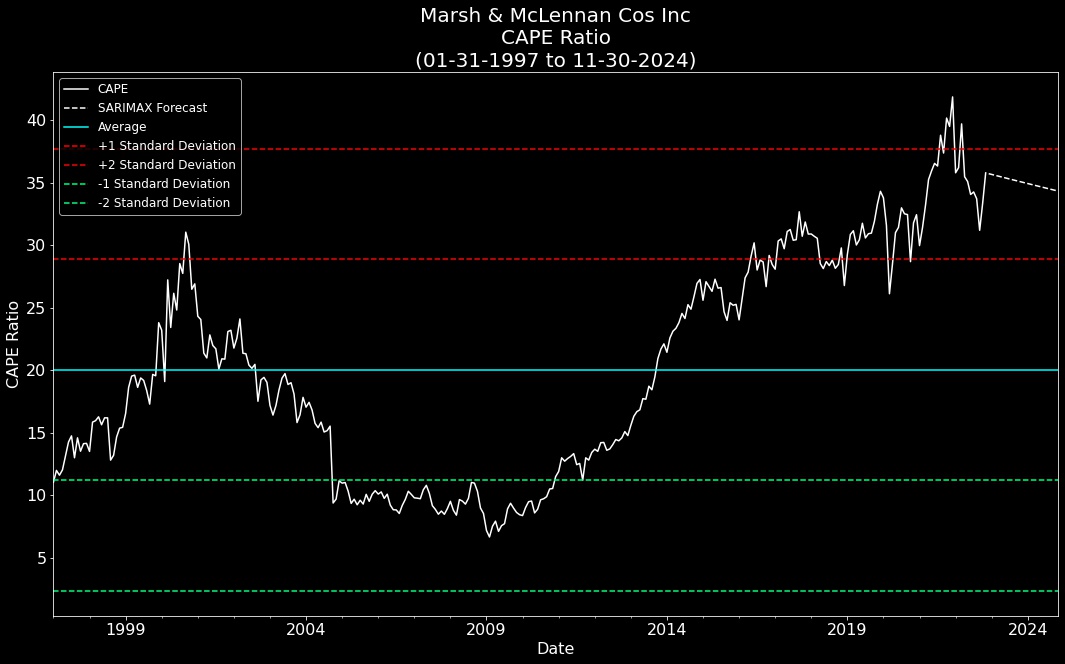 Marsh & McLennan Cos Inc
CAPE Ratio
(01-31-1997 to 11-30-2024)
CAPE
SARIMAX Forecast
Average
+1 Standard Deviation
+2 Standard Deviation
-1 Standard Deviation
-2 Standard Deviation
CAPE Ratio
40
35
30
25
20
15
10
5
1999
2004
2009
2014
2019
2024
Date